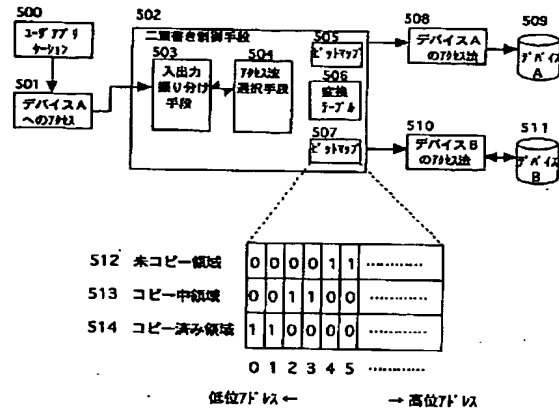 500
502
505
508
509
ユーザアプリ
ケーション
二重書き制御手段
503
504
ビットマップ
デバイスA
のアクセス法
デバイス
A
入出力
振り分け
手段
アクセス法
選択手段
506
変換
テーブル
501
デバイスA
へのアクセス
507
ビットマップ
510
511
デバイスB
のアクセス法
デバイス
B
512 未コピー領域 0 0 0 0 1 1 …………
513 コピー中領域 0 0 1 1 0 0 …………
514 コピー済み領域 1 1 0 0 0 0 …………
0 1 2 3 4 5 …………
低位アドレス ← → 高位アドレス